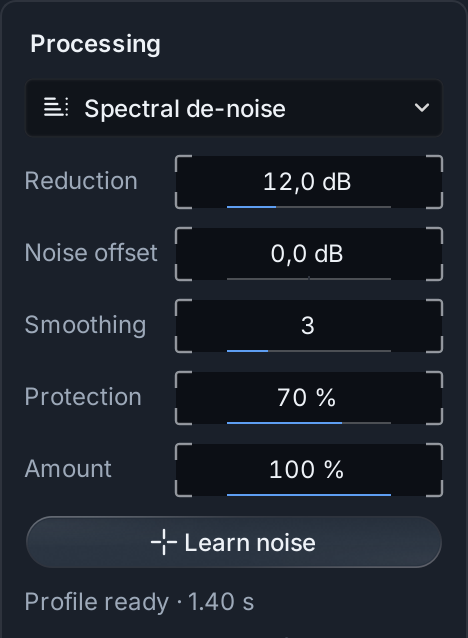 Processing
Spectral de-noise
Reduction 12,0 dB
Noise offset 0,0 dB
Smoothing 3
Protection 70 %
Amount 100 %
Learn noise
Profile ready · 1.40 s